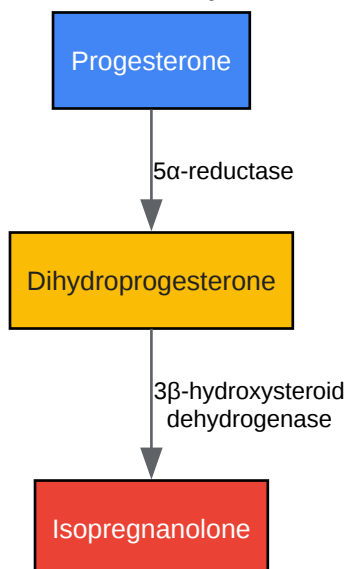 Progesterone
5α-reductase
Dihydroprogesterone
3β-hydroxysteroid
dehydrogenase
Isopregnanolone